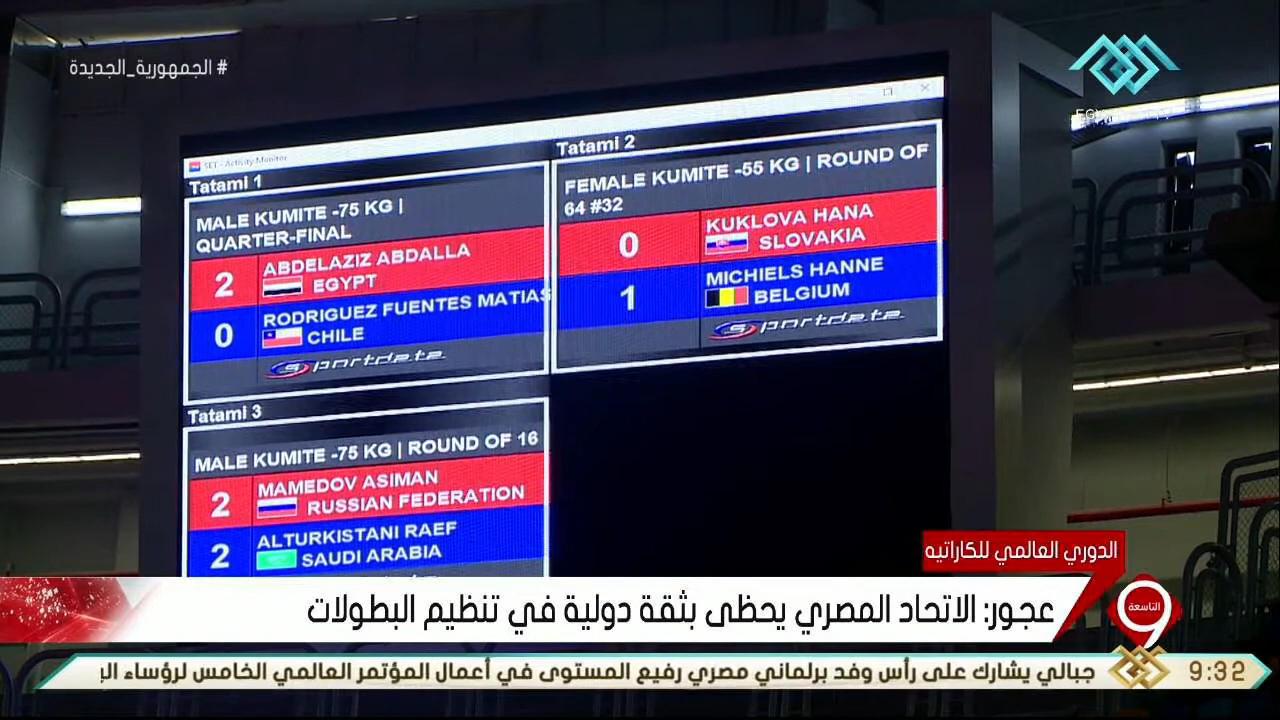 # الجمهورية_الجديدة
SET - Activity Monitor
Tatami 1
MALE KUMITE -75 KG |
QUARTER-FINAL
2
ABDELAZIZ ABDALLA
EGYPT
0
RODRIGUEZ FUENTES MATIAS
CHILE
Sportdata
Tatami 2
FEMALE KUMITE -55 KG | ROUND OF
64 #32
0
KUKLOVA HANA
SLOVAKIA
1
MICHIELS HANNE
BELGIUM
Sportdata
Tatami 3
MALE KUMITE -75 KG | ROUND OF 16
2
MAMEDOV ASIMAN
RUSSIAN FEDERATION
2
ALTURKISTANI RAEF
SAUDI ARABIA
الدوري العالمي للكاراتيه
عجور: الاتحاد المصري يحظى بثقة دولية في تنظيم البطولات
التاسعة
9
جبالي يشارك على رأس وفد برلماني مصري رفيع المستوى في أعمال المؤتمر العالمي الخامس لرؤساء
9:32